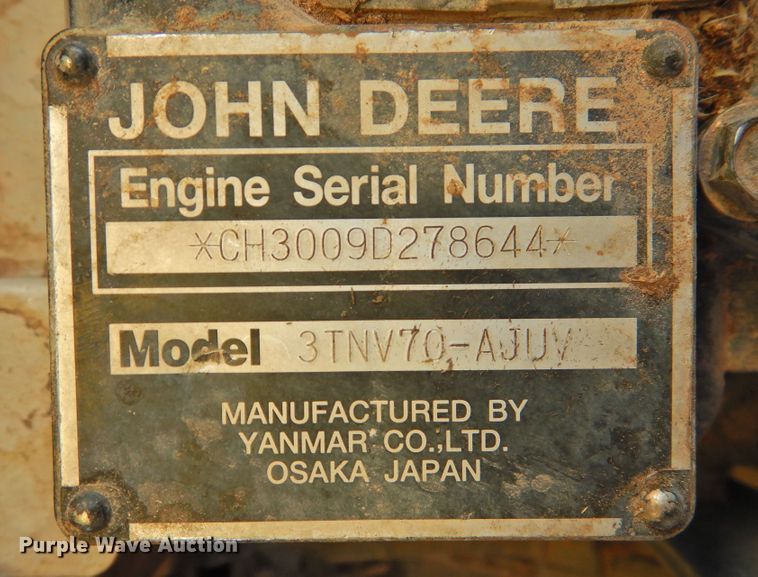 JOHN DEERE
Engine Serial Number
*CH3009D278644*
Model 3TNV70-AJUV
MANUFACTURED BY
YANMAR CO.,LTD.
OSAKA JAPAN
Purple Wave Auction